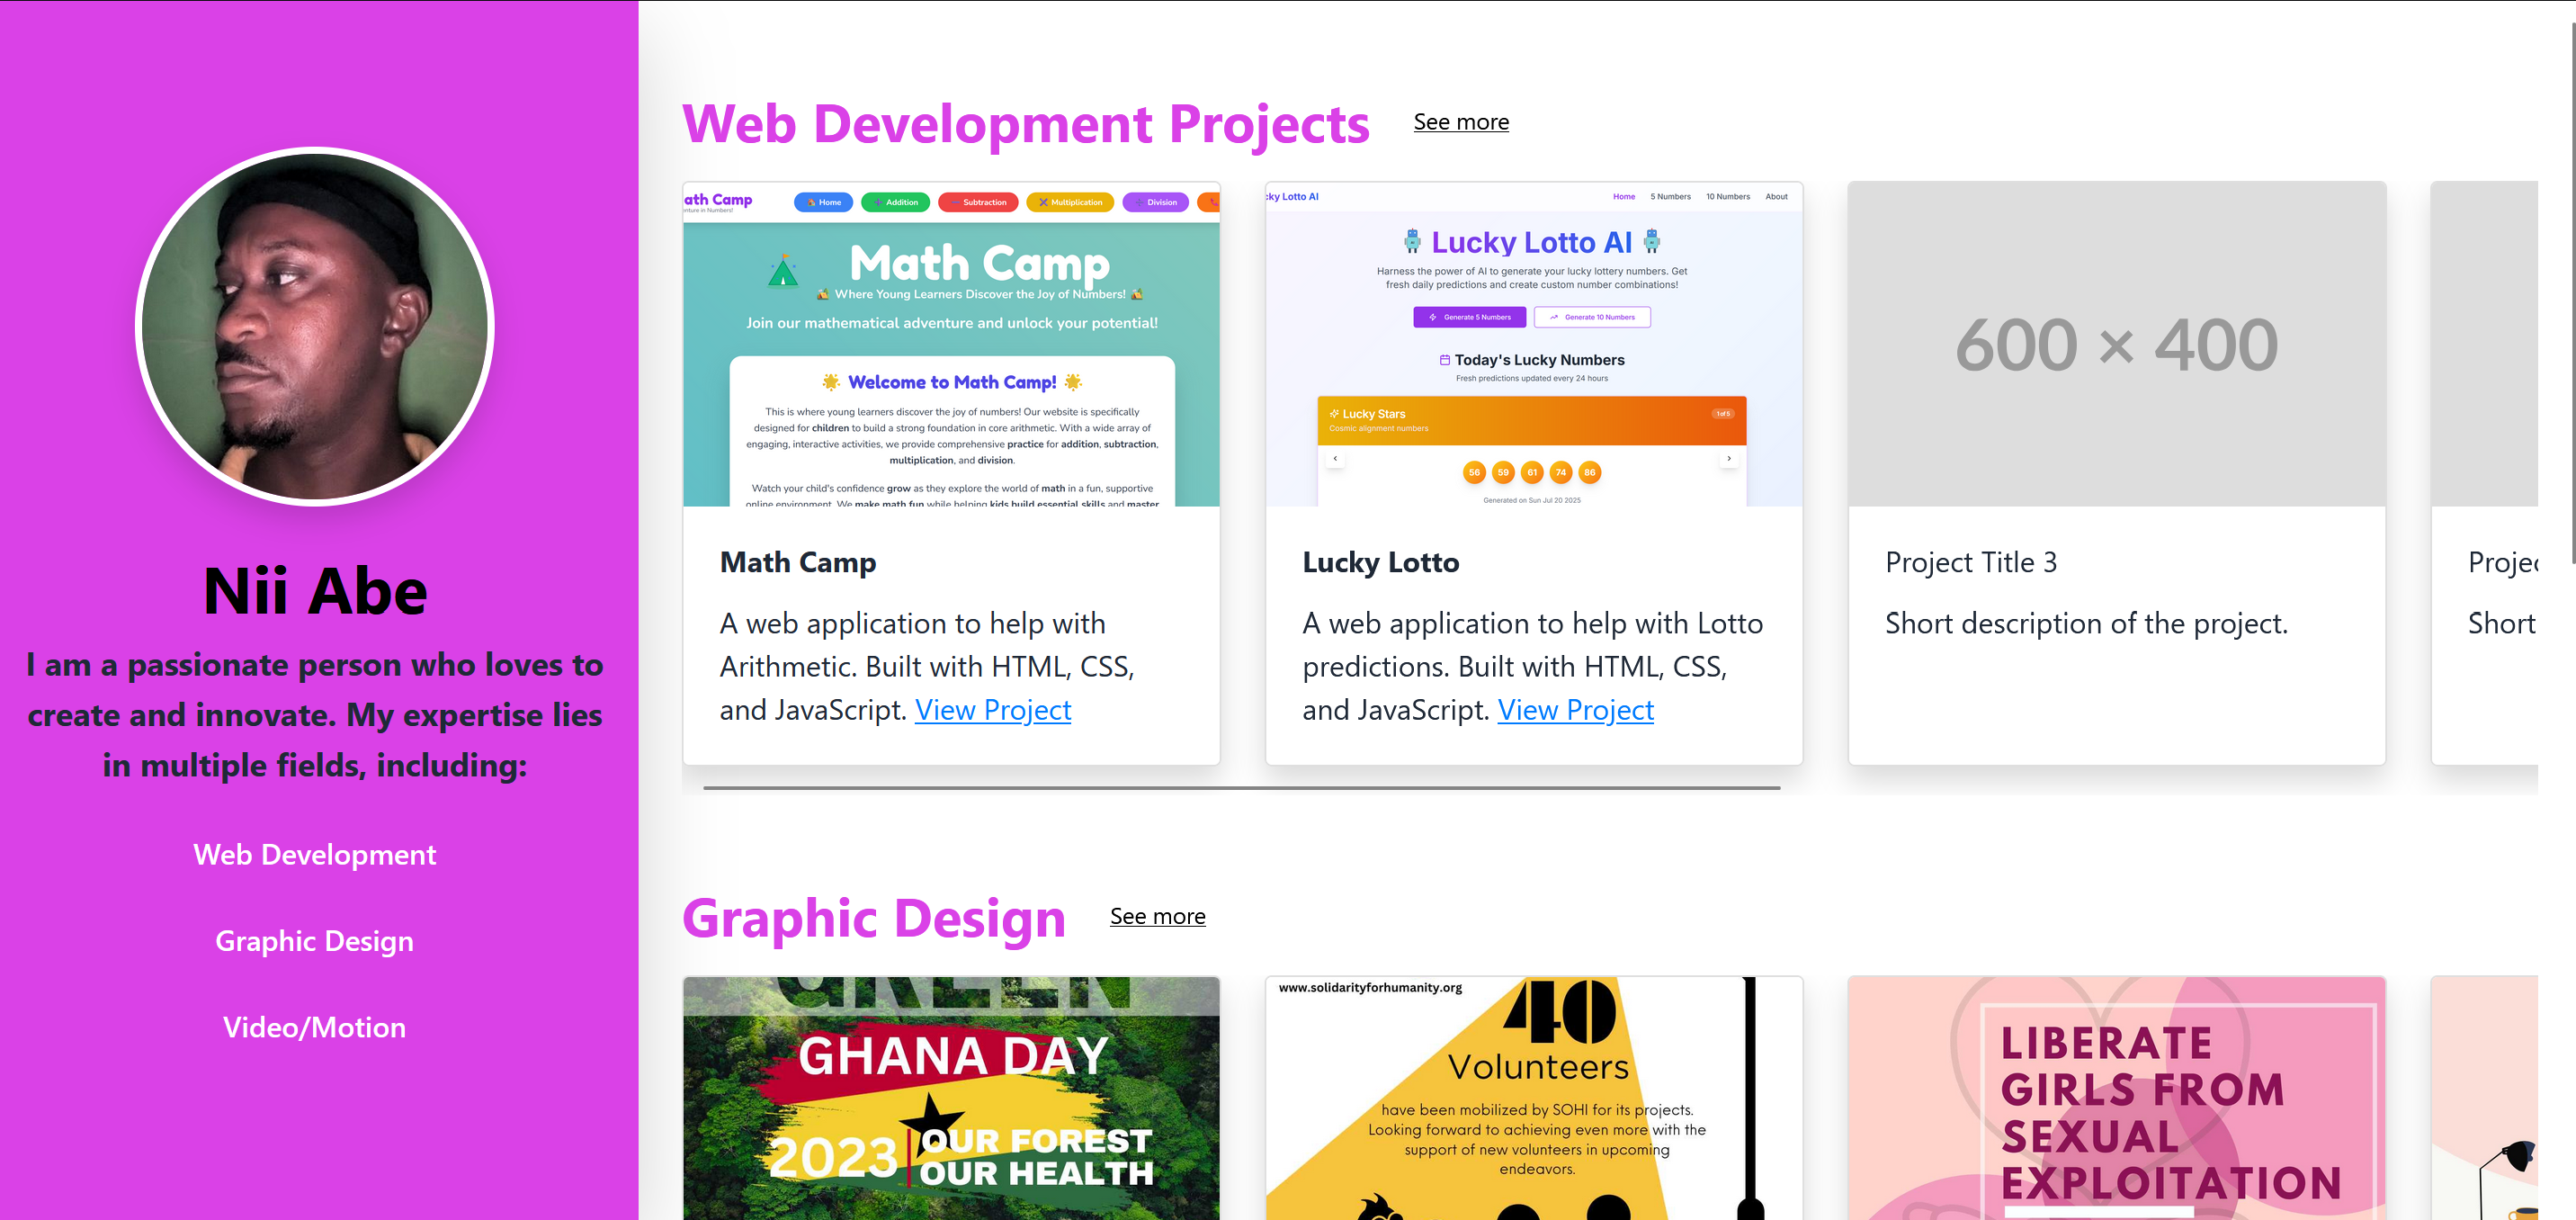 Nii Abe
I am a passionate person who loves to
create and innovate. My expertise lies
in multiple fields, including:
Web Development
Graphic Design
Video/Motion
Web Development Projects
See more
ath Camp
nture in Numbers!
Home
Addition
Subtraction
Multiplication
Division
Math Camp
Where Young Learners Discover the Joy of Numbers!
Join our mathematical adventure and unlock your potential!
Welcome to Math Camp!
This is where young learners discover the joy of numbers! Our website is specifically
designed for children to build a strong foundation in core arithmetic. With a wide array of
engaging, interactive activities, we provide comprehensive practice for addition, subtraction,
multiplication, and division.
Watch your child's confidence grow as they explore the world of math in a fun, supportive
online environment. We make math fun while helping kids build essential skills and master
Math Camp
A web application to help with
Arithmetic. Built with HTML, CSS,
and JavaScript. View Project
cky Lotto AI
Home
5 Numbers
10 Numbers
About
Lucky Lotto AI
Harness the power of AI to generate your lucky lottery numbers. Get
fresh daily predictions and create custom number combinations!
Generate 5 Numbers
Generate 10 Numbers
Today's Lucky Numbers
Fresh predictions updated every 24 hours
Lucky Stars
1 of 5
Cosmic alignment numbers
56 59 61 74 86
Generated on Sun Jul 20 2025
Lucky Lotto
A web application to help with Lotto
predictions. Built with HTML, CSS,
and JavaScript. View Project
600 × 400
Project Title 3
Short description of the project.
Projec
Short
Graphic Design
See more
GREEN
GHANA DAY
2023 OUR FOREST
OUR HEALTH
www.solidarityforhumanity.org
40
Volunteers
have been mobilized by SOHI for its projects.
Looking forward to achieving even more with the
support of new volunteers in upcoming
endeavors.
LIBERATE
GIRLS FROM
SEXUAL
EXPLOITATION